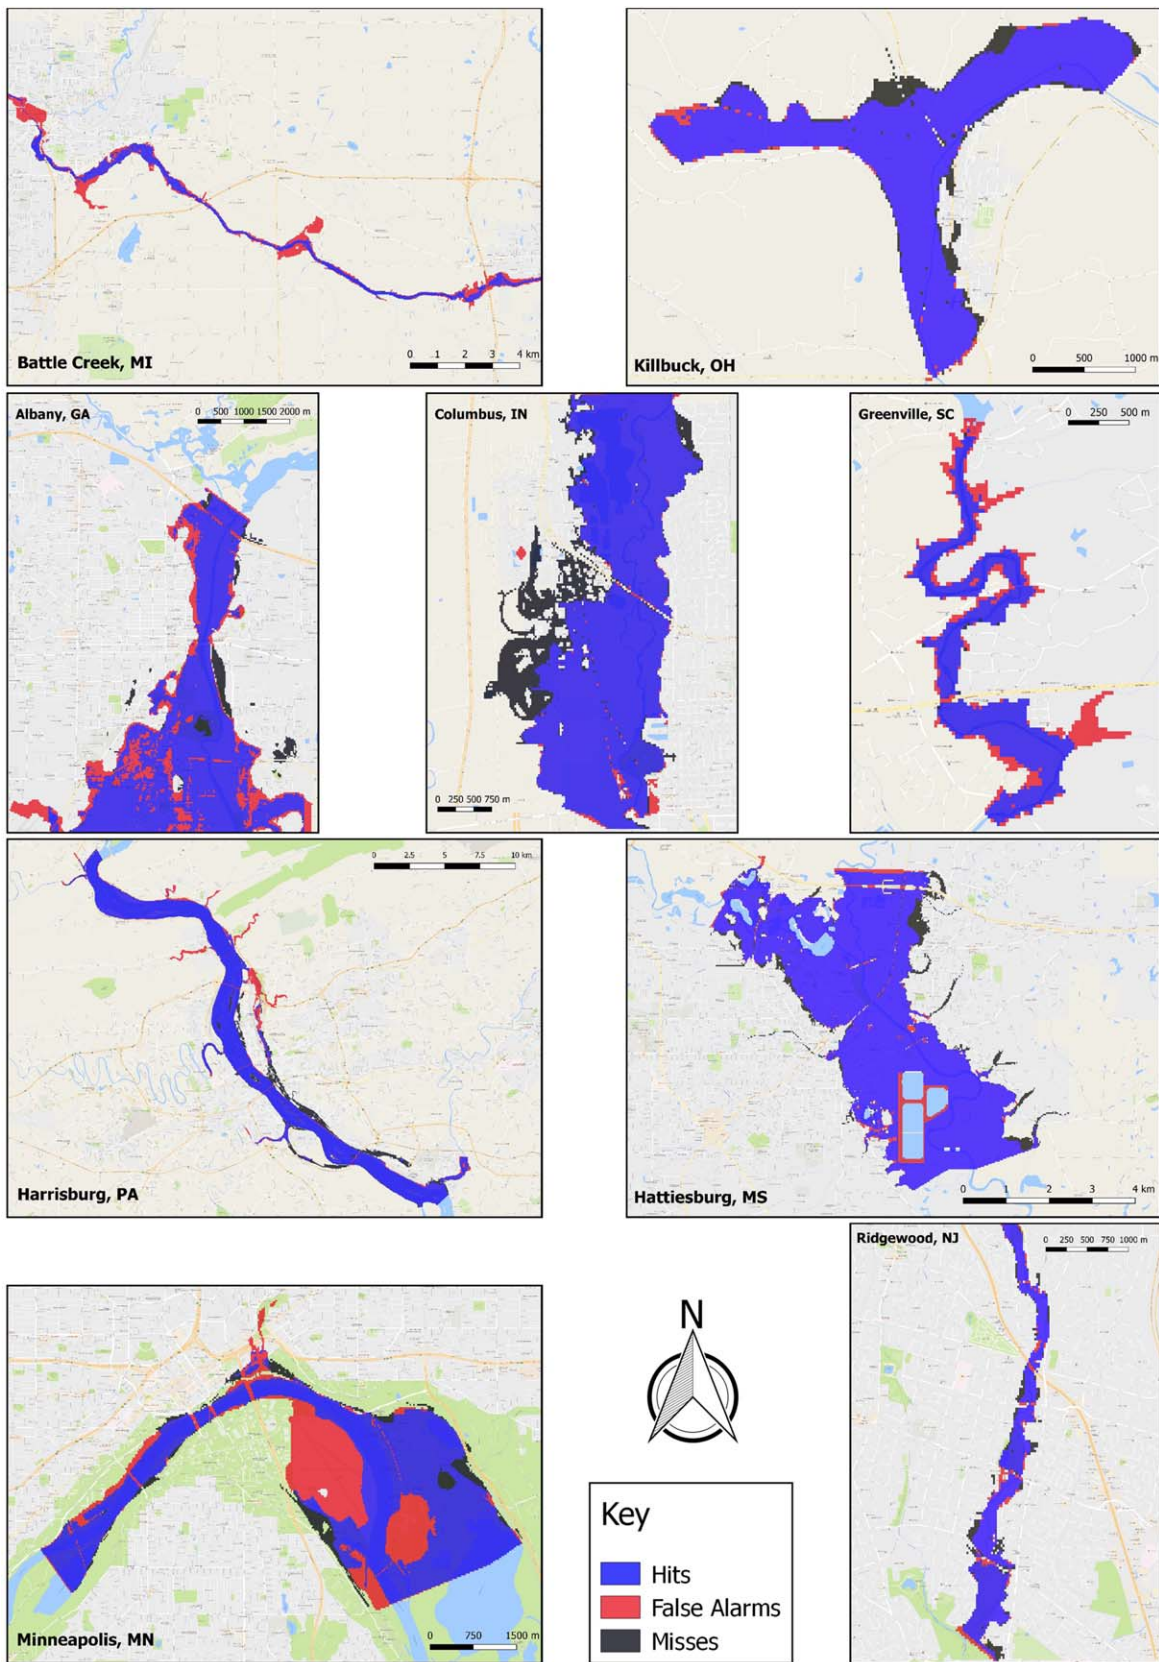 Battle Creek, MI
0 1 2 3 4 km
Killbuck, OH
0 500 1000 m
Albany, GA
0 500 1000 1500 2000 m
Columbus, IN
0 250 500 750 m
Greenville, SC
0 250 500 m
Harrisburg, PA
0 2.5 5 7.5 10 km
Hattiesburg, MS
0 1 2 3 4 km
Minneapolis, MN
0 750 1500 m
N
Key
Hits
False Alarms
Misses
Ridgewood, NJ
0 250 500 750 1000 m